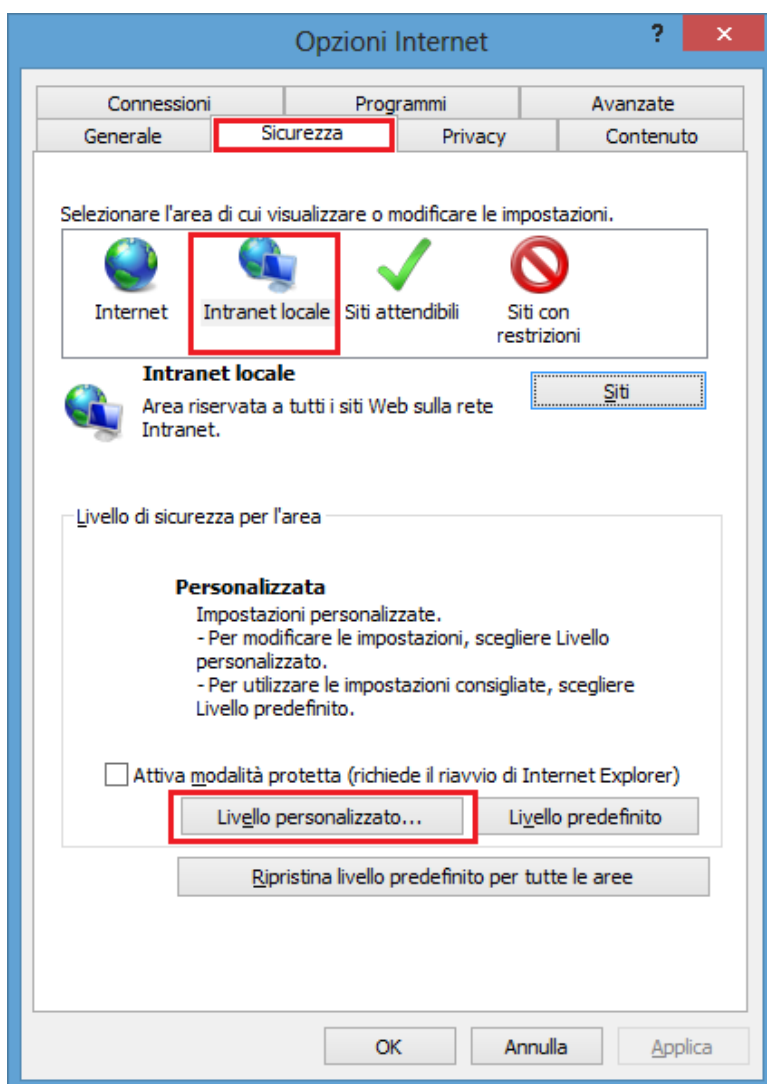 Opzioni Internet
?
Connessioni
Programmi
Avanzate
Generale
Sicurezza
Privacy
Contenuto
Selezionare l'area di cui visualizzare o modificare le impostazioni.
Internet
Intranet locale
Siti attendibili
Siti con
restrizioni
Intranet locale
Area riservata a tutti i siti Web sulla rete
Intranet.
Siti
Livello di sicurezza per l'area
Personalizzata
Impostazioni personalizzate.
- Per modificare le impostazioni, scegliere Livello
personalizzato.
- Per utilizzare le impostazioni consigliate, scegliere
Livello predefinito.
Attiva modalità protetta (richiede il riavvio di Internet Explorer)
Livello personalizzato...
Livello predefinito
Ripristina livello predefinito per tutte le aree
OK
Annulla
Applica